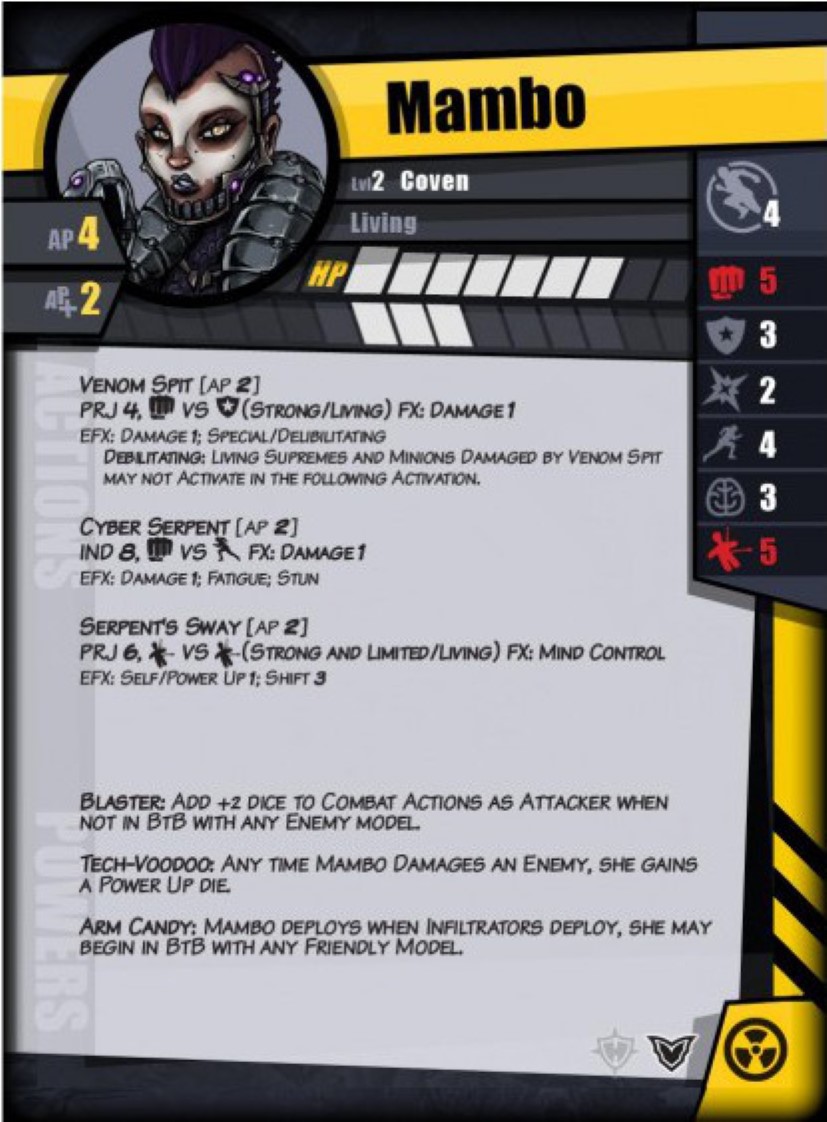 Mambo
Lvl2 Coven
Living
AP 4
AP+ 2
HP
4
5
3
2
4
3
5
ACTIONS
VENOM SPIT [AP 2]
PRJ 4, VS (STRONG/LIVING) FX: DAMAGE 1
EFX: DAMAGE 1; SPECIAL/DELIBILITATING
DEBILITATING: LIVING SUPREMES AND MINIONS DAMAGED BY VENOM SPIT
MAY NOT ACTIVATE IN THE FOLLOWING ACTIVATION.
CYBER SERPENT [AP 2]
IND 8, VS FX: DAMAGE 1
EFX: DAMAGE 1; FATIGUE; STUN
SERPENT'S SWAY [AP 2]
PRJ 6, VS (STRONG AND LIMITED/LIVING) FX: MIND CONTROL
EFX: SELF/POWER UP 1; SHIFT 3
POWERS
BLASTER: ADD +2 DICE TO COMBAT ACTIONS AS ATTACKER WHEN
NOT IN BTB WITH ANY ENEMY MODEL.
TECH-VOODOO: ANY TIME MAMBO DAMAGES AN ENEMY, SHE GAINS
A POWER UP DIE.
ARM CANDY: MAMBO DEPLOYS WHEN INFILTRATORS DEPLOY, SHE MAY
BEGIN IN BTB WITH ANY FRIENDLY MODEL.